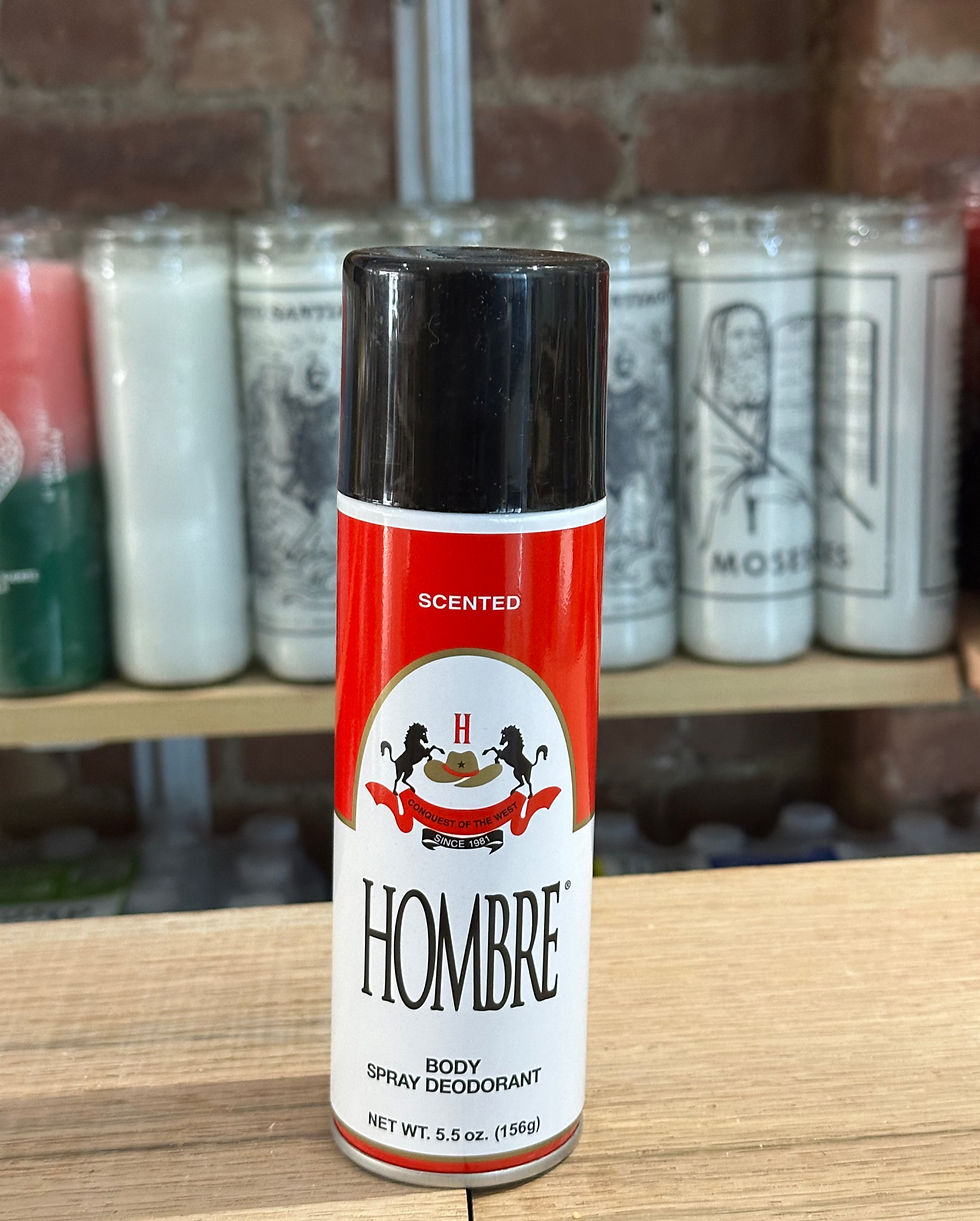 SCENTED
H
CONQUEST OF THE WEST
SINCE 1981
HOMBRE®
BODY
SPRAY DEODORANT
NET WT. 5.5 oz. (156g)
MOSES